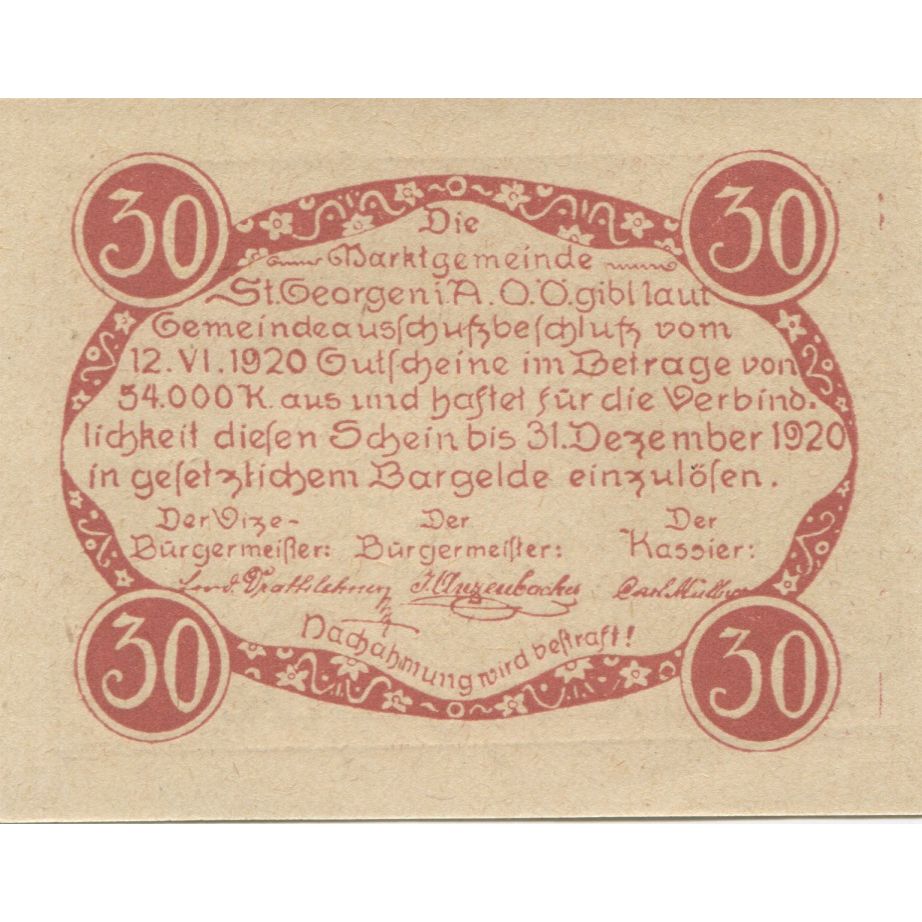 30 30
Die
Marktgemeinde
St. Georgen i. A. O.Ö. gibt laut
Gemeindeausſchuſzbeſchluſz vom
12. VI. 1920 Gutſcheine im Betrage von
54.000 K. aus und haftet für die Verbind-
lichkeit dieſen Schein bis 31. Dezember 1920
in geſetzlichem Bargelde einzulöſen.
Der Vize- Der Der
Bürgermeiſter: Bürgermeiſter: Kassier:
J. Anzenbacher
Nachahmung wird beſtraft!
30 30